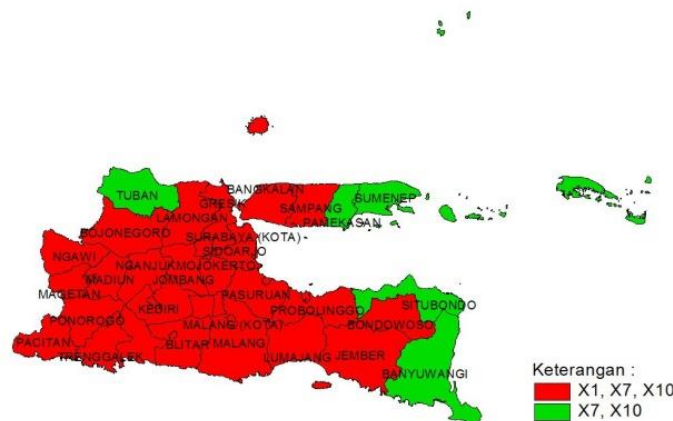 BANGKALAN
TUBAN
GRESIK
SUMENEP
SAMPANG
LAMONGAN
PAMEKASAN
BOJONEGORO
SURABAYA (KOTA)
SIDOARJO
NGAWI
NGANJUK
MOJOKERTO
MADIUN
JOMBANG
MAGETAN
PASURUAN
SITUBONDO
KEDIRI
PROBOLINGGO
PONOROGO
MALANG (KOTA)
BONDOWOSO
PACITAN
BLITAR
MALANG
TRENGGALEK
LUMAJANG
JEMBER
BANYUWANGI
Keterangan :
X1, X7, X10
X7, X10